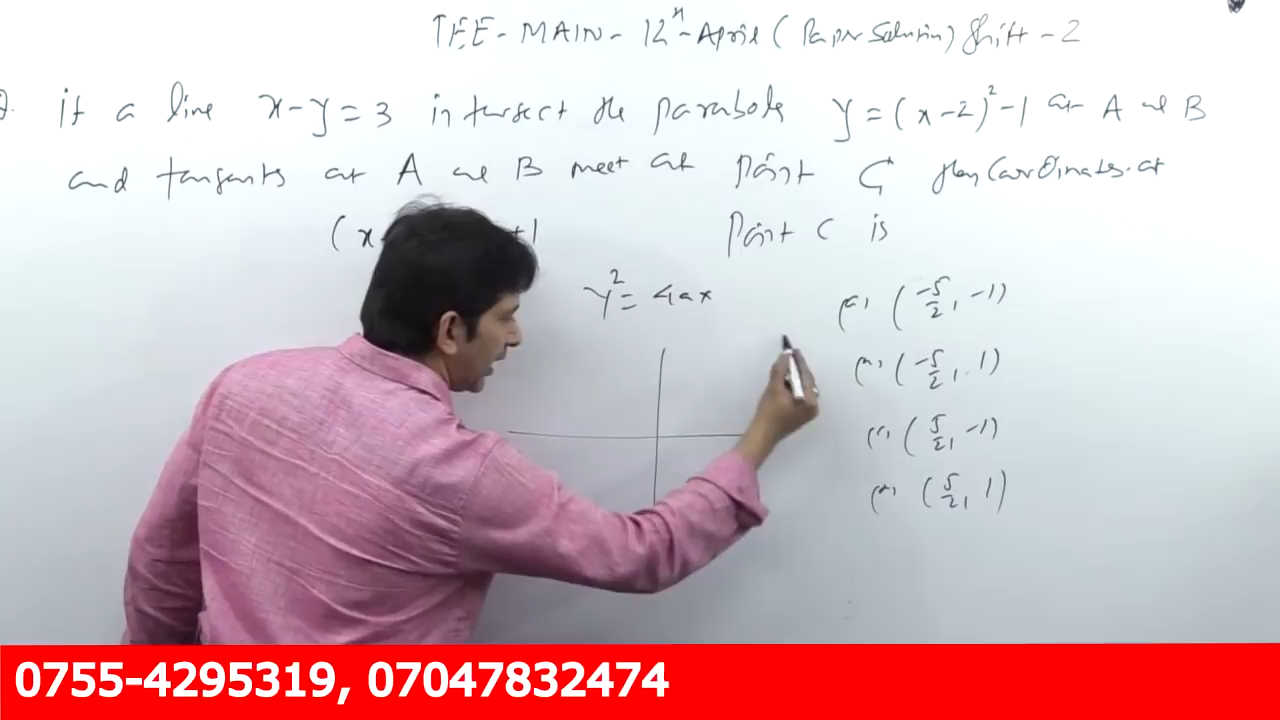 JEE-MAIN-12th-April (Paper Solution) Shift-2
Q. If a line x-y=3 intersect the parabola y=(x-2)²-1 at A and B
and tangents at A and B meet at point C, then Coordinates of
(x +1 point C is
y²=4ax
(-5/2, -1)
(-5/2, 1)
(5/2, -1)
(5/2, 1)
0755-4295319, 07047832474